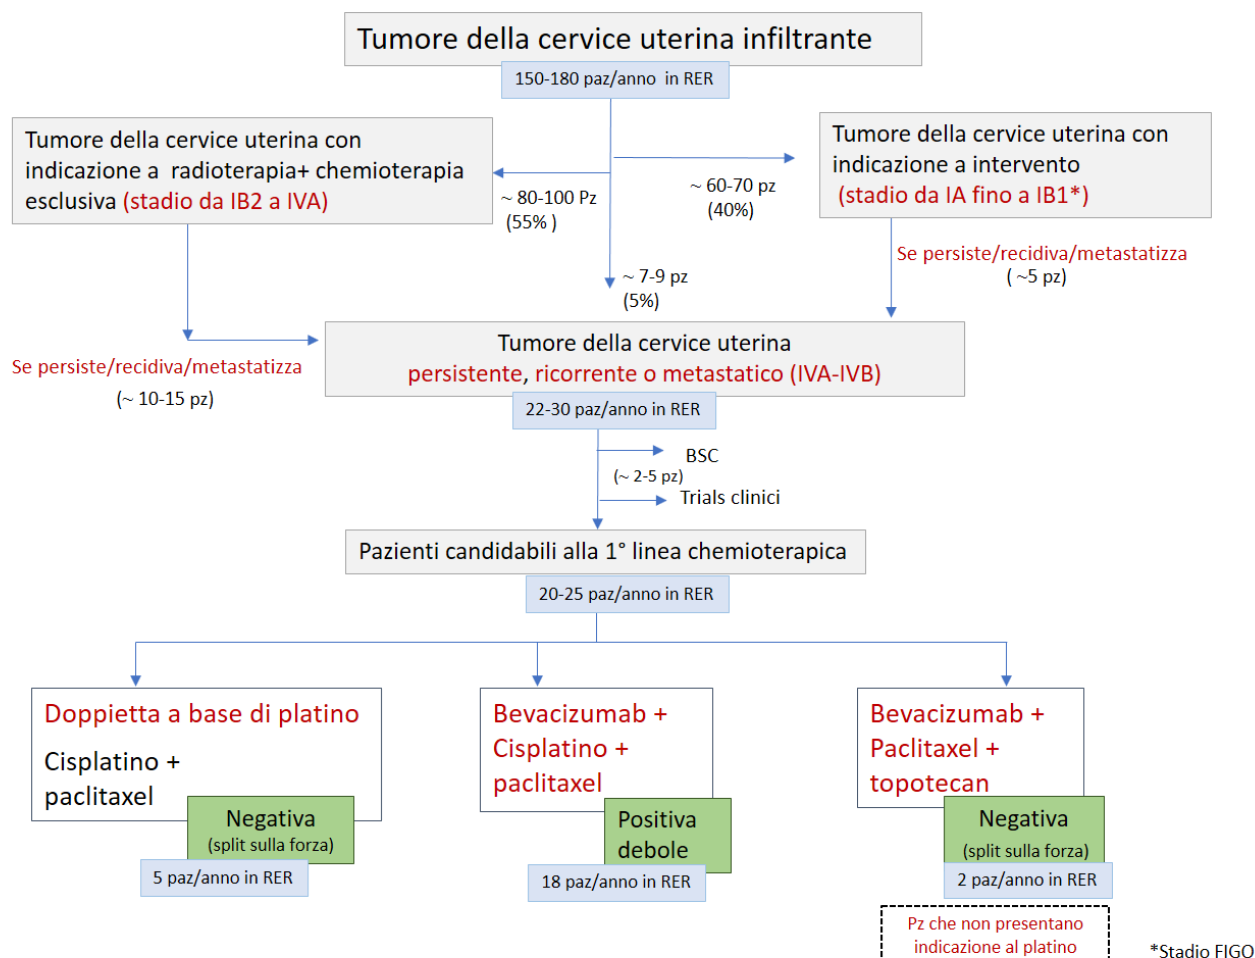 Tumore della cervice uterina infiltrante
150-180 paz/anno in RER
Tumore della cervice uterina con
indicazione a radioterapia+ chemioterapia
esclusiva (stadio da IB2 a IVA)
Tumore della cervice uterina con
indicazione a intervento
(stadio da IA fino a IB1*)
~ 80-100 Pz
(55% )
~ 60-70 pz
(40%)
~ 7-9 pz
(5%)
Se persiste/recidiva/metastatizza
( ~5 pz)
Se persiste/recidiva/metastatizza
(~ 10-15 pz)
Tumore della cervice uterina
persistente, ricorrente o metastatico (IVA-IVB)
22-30 paz/anno in RER
BSC
(~ 2-5 pz)
Trials clinici
Pazienti candidabili alla 1° linea chemioterapica
20-25 paz/anno in RER
Doppietta a base di platino
Cisplatino +
paclitaxel
Negativa
(split sulla forza)
5 paz/anno in RER
Bevacizumab +
Cisplatino +
paclitaxel
Positiva
debole
18 paz/anno in RER
Bevacizumab +
Paclitaxel +
topotecan
Negativa
(split sulla forza)
2 paz/anno in RER
Pz che non presentano
indicazione al platino
*Stadio FIGO